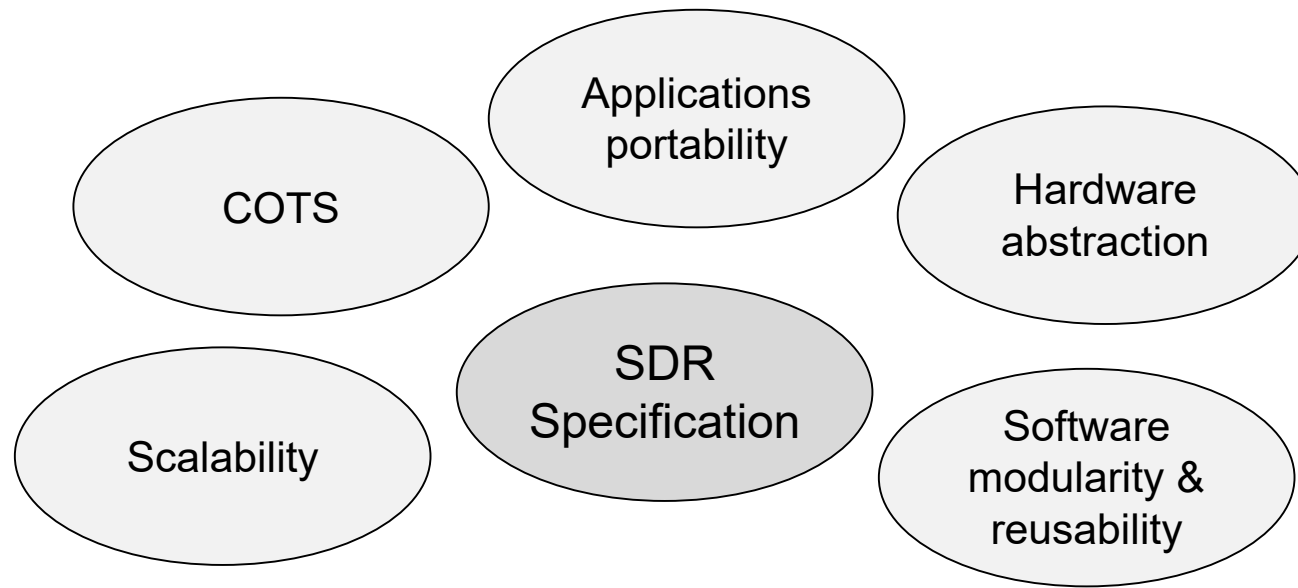 Applications
portability
COTS
Hardware
abstraction
SDR
Specification
Scalability
Software
modularity &
reusability